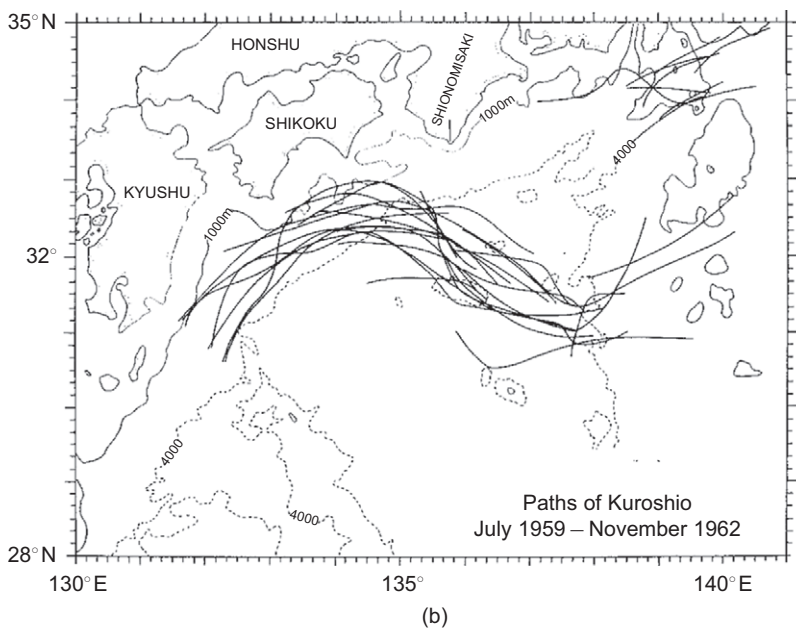 35°N
HONSHU
SHIONOMISAKI
1000m
SHIKOKU
4000
KYUSHU
1000m
32°
4000
4000
Paths of Kuroshio
July 1959 – November 1962
28°N
130°E
135°
140°E
(b)